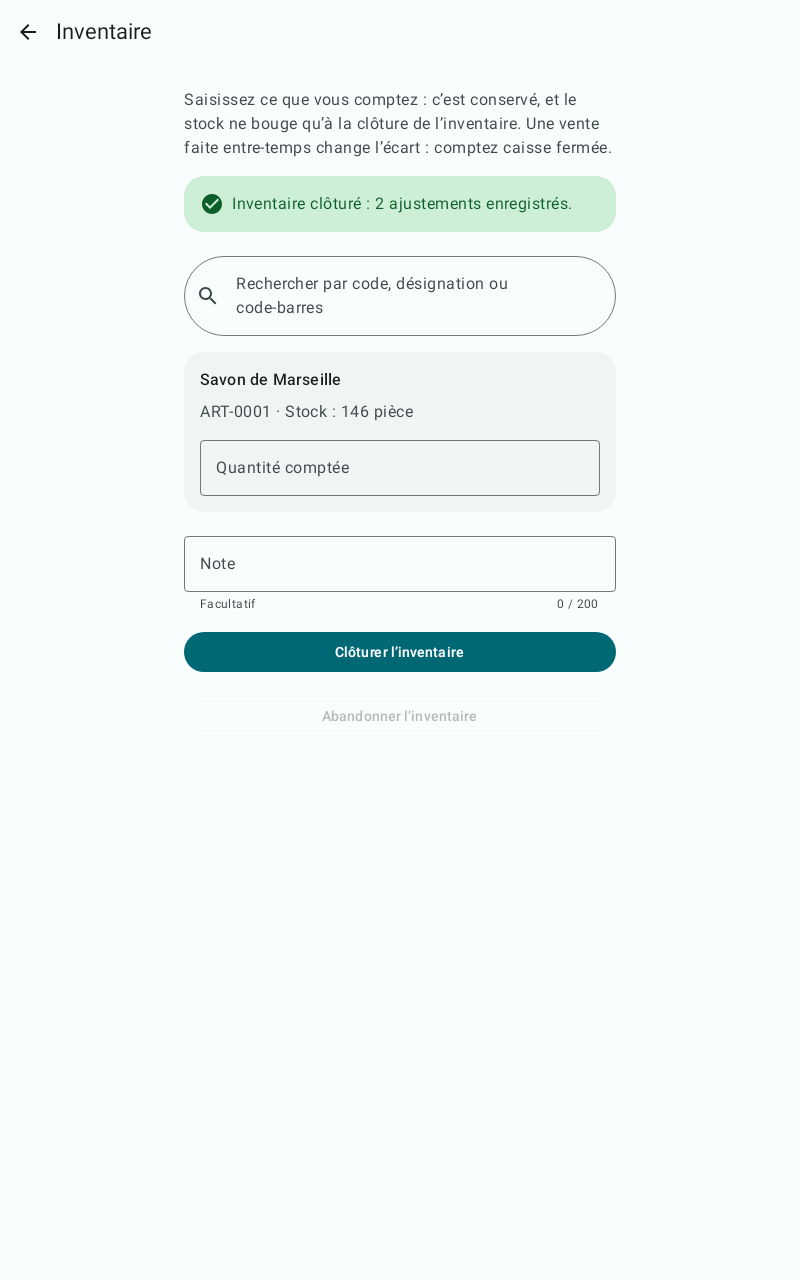 Inventaire
Saisissez ce que vous comptez : c’est conservé, et le
stock ne bouge qu’à la clôture de l’inventaire. Une vente
faite entre-temps change l’écart : comptez caisse fermée.
Inventaire clôturé : 2 ajustements enregistrés.
Rechercher par code, désignation ou
code-barres
Savon de Marseille
ART-0001 · Stock : 146 pièce
Quantité comptée
Note
Facultatif 0 / 200
Clôturer l’inventaire
Abandonner l’inventaire